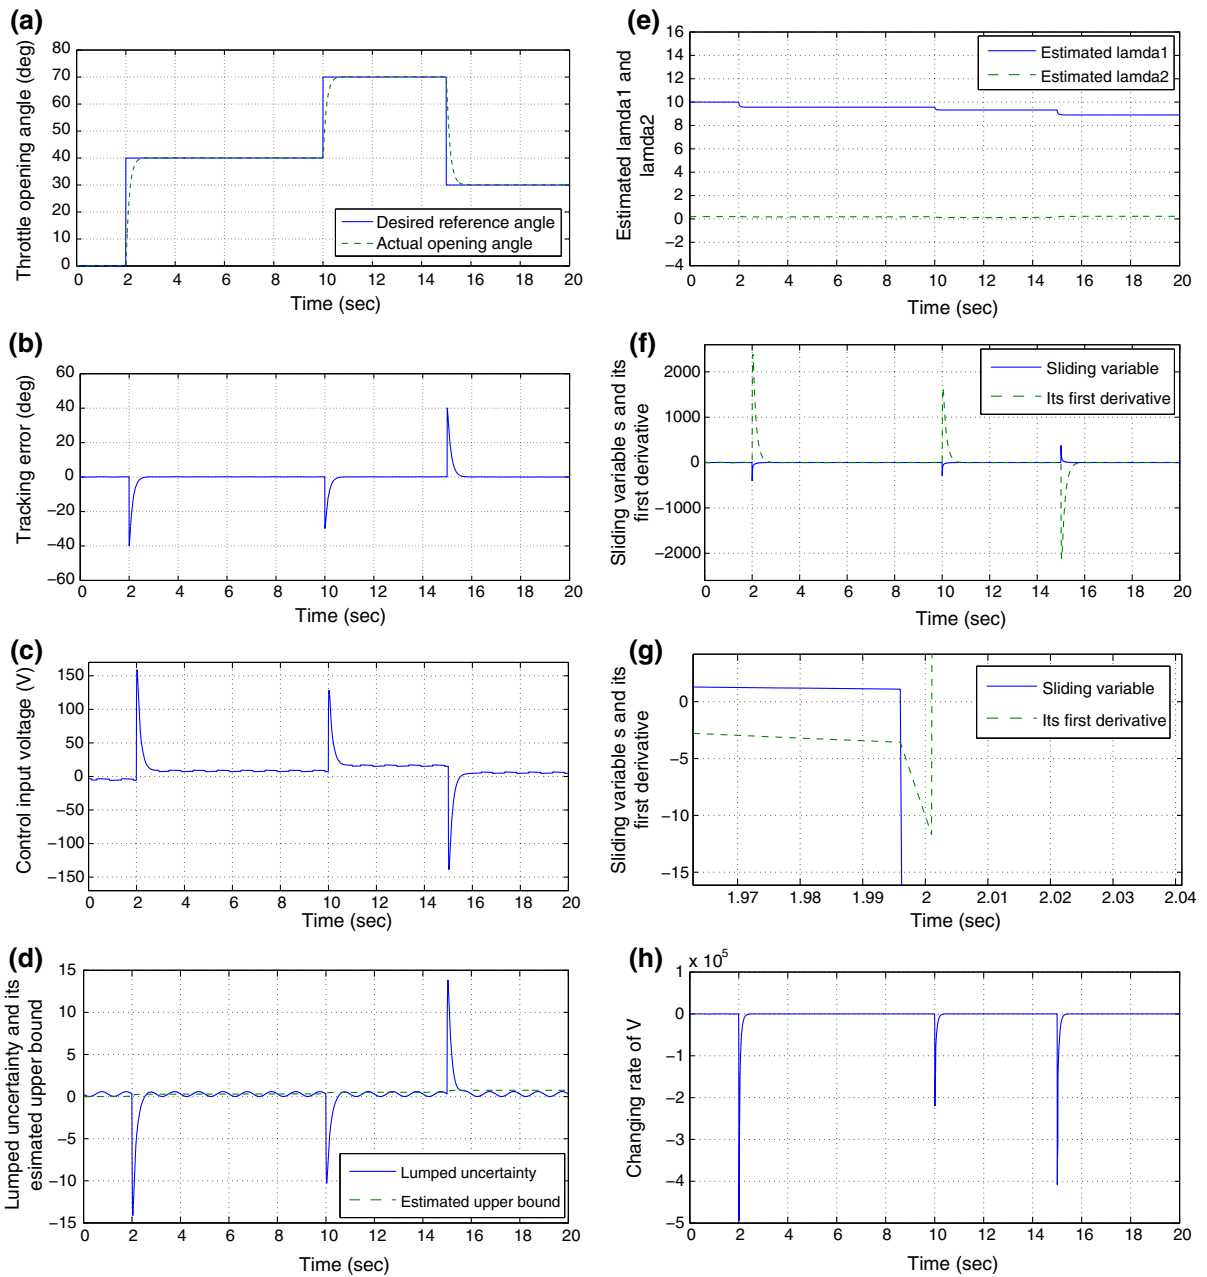 (a)
Throttle opening angle (deg)
80
70
60
50
40
30
20
10
0
0 2 4 6 8 10 12 14 16 18 20
Time (sec)
Desired reference angle
Actual opening angle
(b)
Tracking error (deg)
60
40
20
0
−20
−40
−60
0 2 4 6 8 10 12 14 16 18 20
Time (sec)
(c)
Control input voltage (V)
150
100
50
0
−50
−100
−150
0 2 4 6 8 10 12 14 16 18 20
Time (sec)
(d)
Lumped uncertainty and its
esimated upper bound
15
10
5
0
−5
−10
−15
0 2 4 6 8 10 12 14 16 18 20
Time (sec)
Lumped uncertainty
Estimated upper bound
(e)
Estimated lamda1 and
lamda2
16
14
12
10
8
6
4
2
0
−2
−4
0 2 4 6 8 10 12 14 16 18 20
Time (sec)
Estimated lamda1
Estimated lamda2
(f)
Sliding variable s and its
first derivative
2000
1000
0
−1000
−2000
0 2 4 6 8 10 12 14 16 18 20
Time (sec)
Sliding variable
Its first derivative
(g)
Sliding variable s and its
first derivative
0
−5
−10
−15
1.97 1.98 1.99 2 2.01 2.02 2.03 2.04
Time (sec)
Sliding variable
Its first derivative
(h)
Changing rate of V
1 x 10^5
0
−1
−2
−3
−4
−5
0 2 4 6 8 10 12 14 16 18 20
Time (sec)